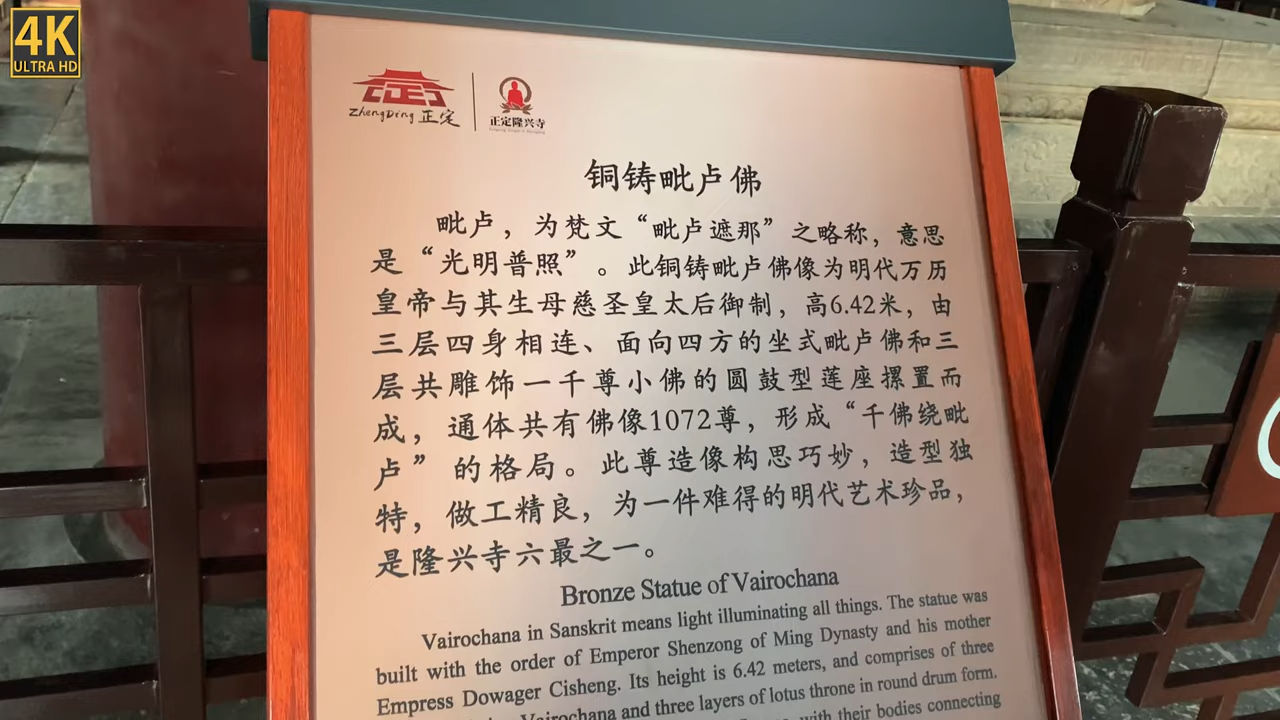 4K
ULTRA HD
ZhengDing 正定
正定隆兴寺
铜铸毗卢佛
毗卢，为梵文“毗卢遮那”之略称，意思
是“光明普照”。此铜铸毗卢佛像为明代万历
皇帝与其生母慈圣皇太后御制，高6.42米，由
三层四身相连、面向四方的坐式毗卢佛和三
层共雕饰一千尊小佛的圆鼓型莲座摞置而
成，通体共有佛像1072尊，形成“千佛绕毗
卢”的格局。此尊造像构思巧妙，造型独
特，做工精良，为一件难得的明代艺术珍品，
是隆兴寺六最之一。
Bronze Statue of Vairochana
Vairochana in Sanskrit means light illuminating all things. The statue was
built with the order of Emperor Shenzong of Ming Dynasty and his mother
Empress Dowager Cisheng. Its height is 6.42 meters, and comprises of three
Vairochana and three layers of lotus throne in round drum form.
with their bodies connecting